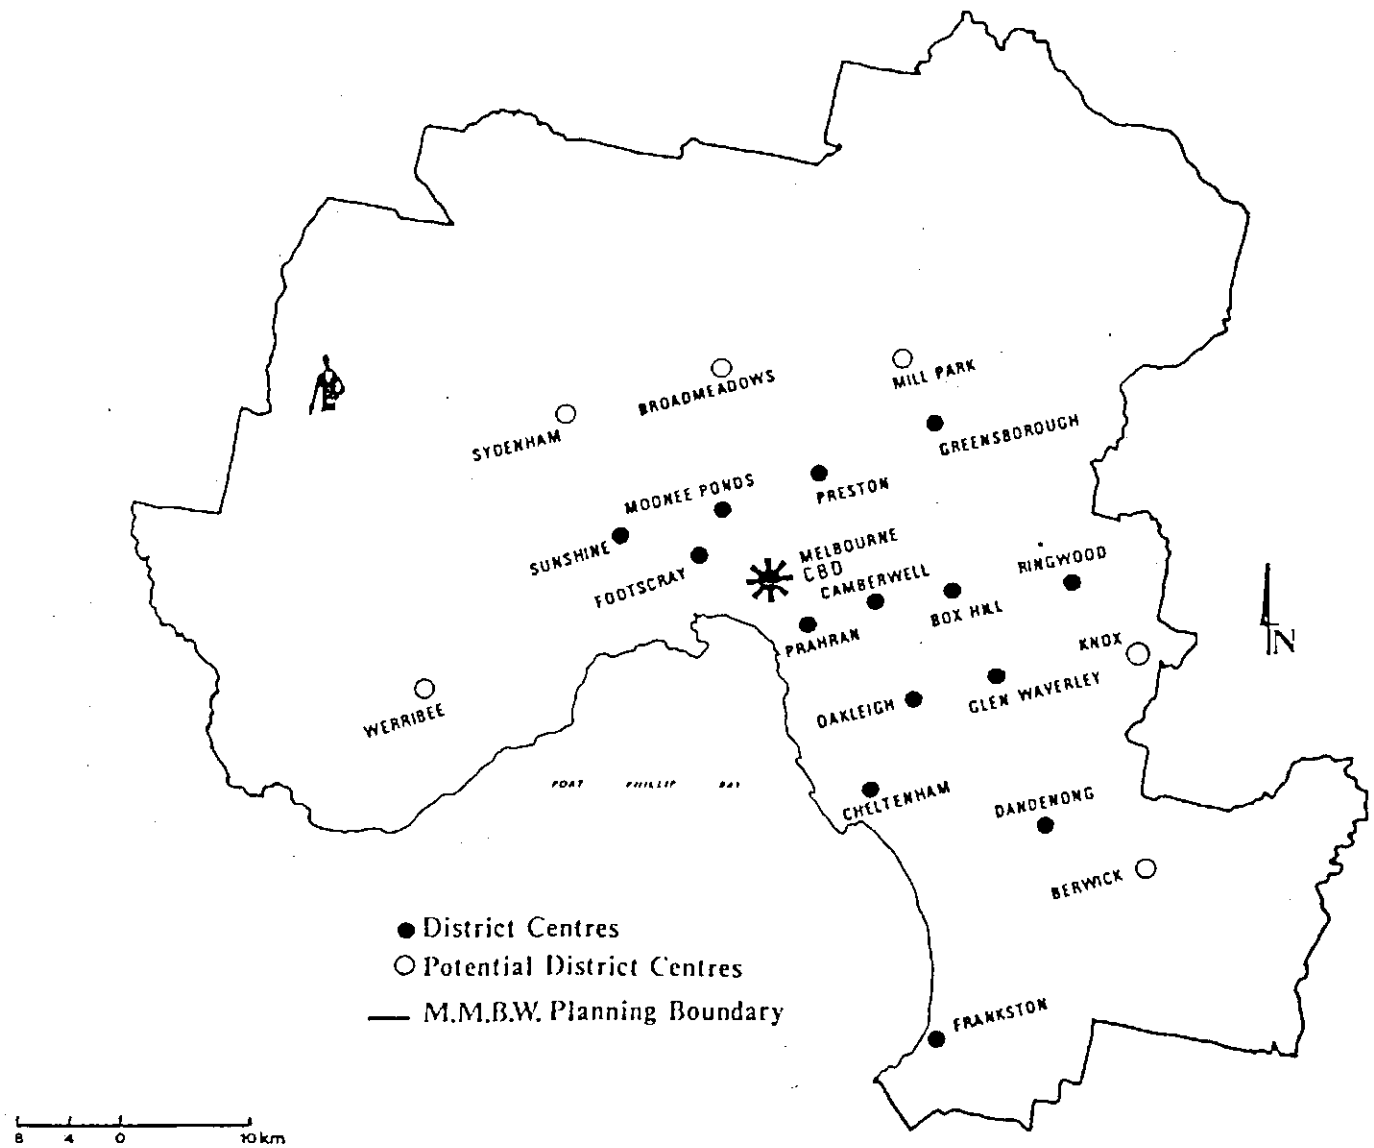 BROADMEADOWS
MILL PARK
SYDENHAM
GREENSBOROUGH
MOONEE PONDS
PRESTON
SUNSHINE
FOOTSCRAY
MELBOURNE
CBD
CAMBERWELL
RINGWOOD
BOX HILL
PRAHRAN
KNOX
N
WERRIBEE
OAKLEIGH
GLEN WAVERLEY
PORT PHILLIP BAY
CHELTENHAM
DANDENONG
BERWICK
District Centres
Potential District Centres
M.M.B.W. Planning Boundary
FRANKSTON
8 4 0 10km